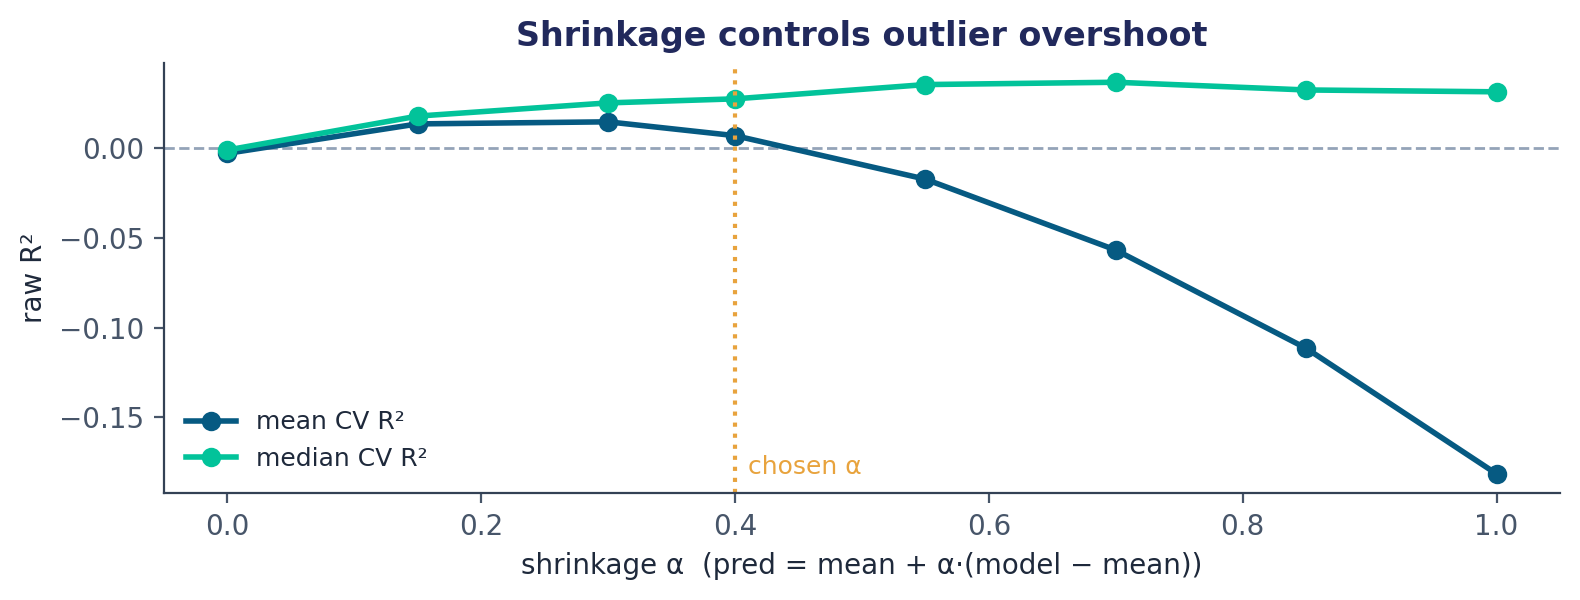 Shrinkage controls outlier overshoot
raw R²
0.00
−0.05
−0.10
−0.15
mean CV R²
median CV R²
chosen α
0.0
0.2
0.4
0.6
0.8
1.0
shrinkage α  (pred = mean + α·(model − mean))